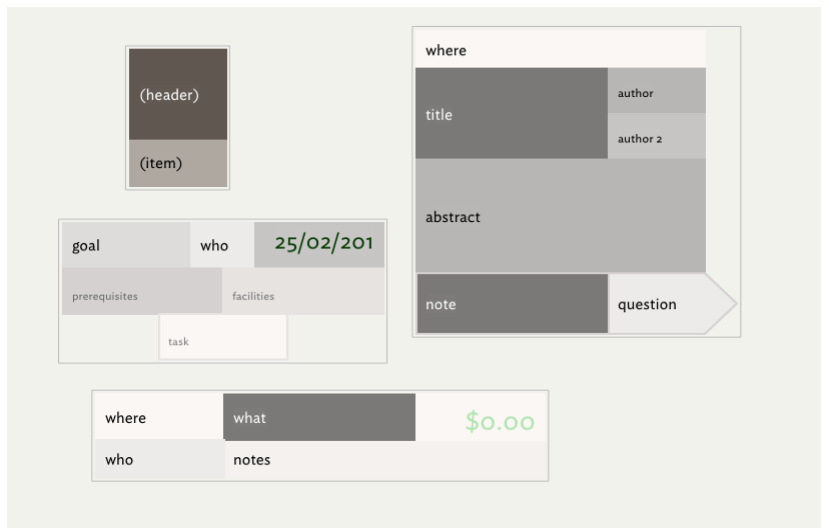 (header)
(item)
where
title
author
author 2
abstract
note
question
goal
who
25/02/201
prerequisites
facilities
task
where
what
$0.00
who
notes